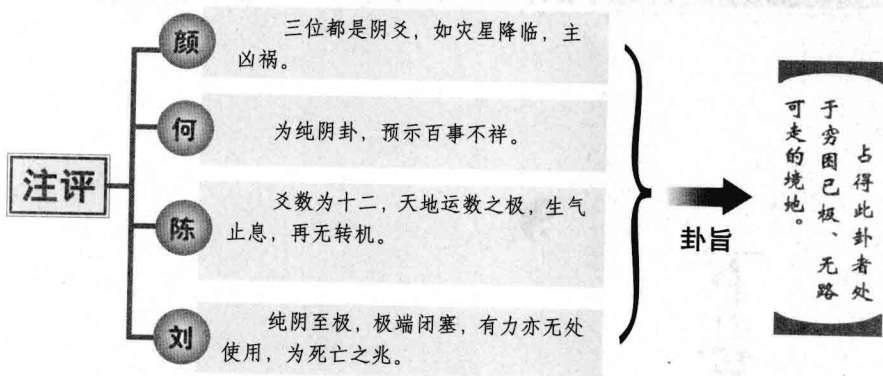 注评
颜
三位都是阴爻，如灾星降临，主
凶祸。
何
为纯阴卦，预示百事不祥。
陈
爻数为十二，天地运数之极，生气
止息，再无转机。
刘
纯阴至极，极端闭塞，有力亦无处
使用，为死亡之兆。
卦旨
占得此卦者处
于穷困已极、无路
可走的境地。